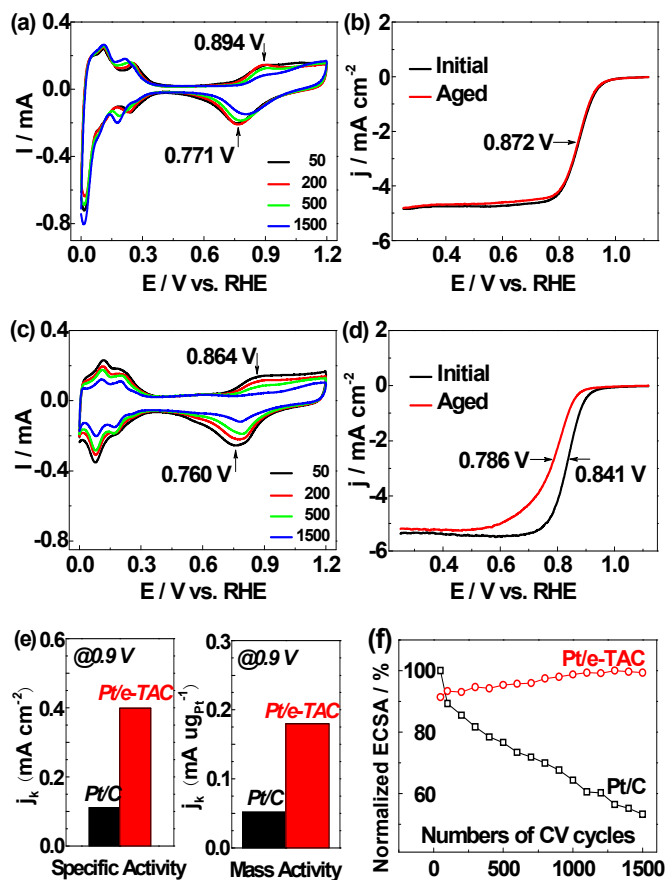 (a)
0.4
0.0
-0.4
-0.8
I / mA
0.894 V
0.771 V
50
200
500
1500
0.0 0.3 0.6 0.9 1.2
E / V vs. RHE
(b)
0
-2
-4
-6
j / mA cm-2
Initial
Aged
0.872 V
0.4 0.6 0.8 1.0
E / V vs. RHE
(c)
0.4
0.0
-0.4
-0.8
I / mA
0.864 V
0.760 V
50
200
500
1500
0.0 0.3 0.6 0.9 1.2
E / V vs. RHE
(d)
0
-2
-4
-6
j / mA cm-2
Initial
Aged
0.786 V
0.841 V
0.4 0.6 0.8 1.0
E / V vs. RHE
(e)
0.6
0.4
0.2
0.0
jk (mA cm-2)
@0.9 V
Pt/e-TAC
Pt/C
Specific Activity
0.3
0.2
0.1
0.0
jk (mA ugPt-1)
@0.9 V
Pt/e-TAC
Pt/C
Mass Activity
(f)
100
80
60
Normalized ECSA / %
Pt/e-TAC
Pt/C
Numbers of CV cycles
0 500 1000 1500